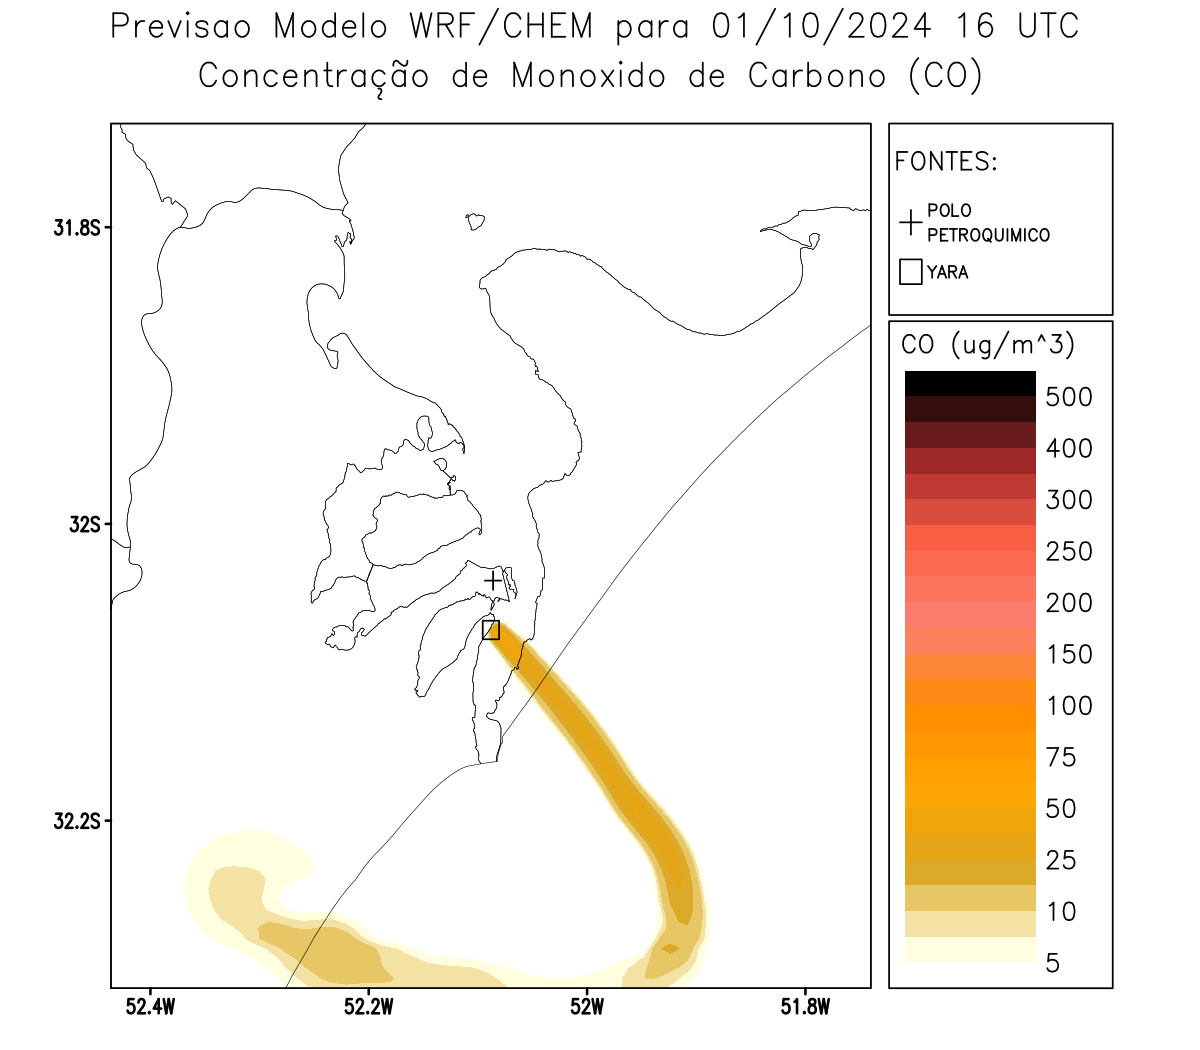 Previsao Modelo WRF/CHEM para 01/10/2024 16 UTC
Concentração de Monoxido de Carbono (CO)
FONTES:
POLO
PETROQUIMICO
YARA
CO (ug/m^3)
500
400
300
250
200
150
100
75
50
25
10
5
31.8S
32S
32.2S
52.4W
52.2W
52W
51.8W